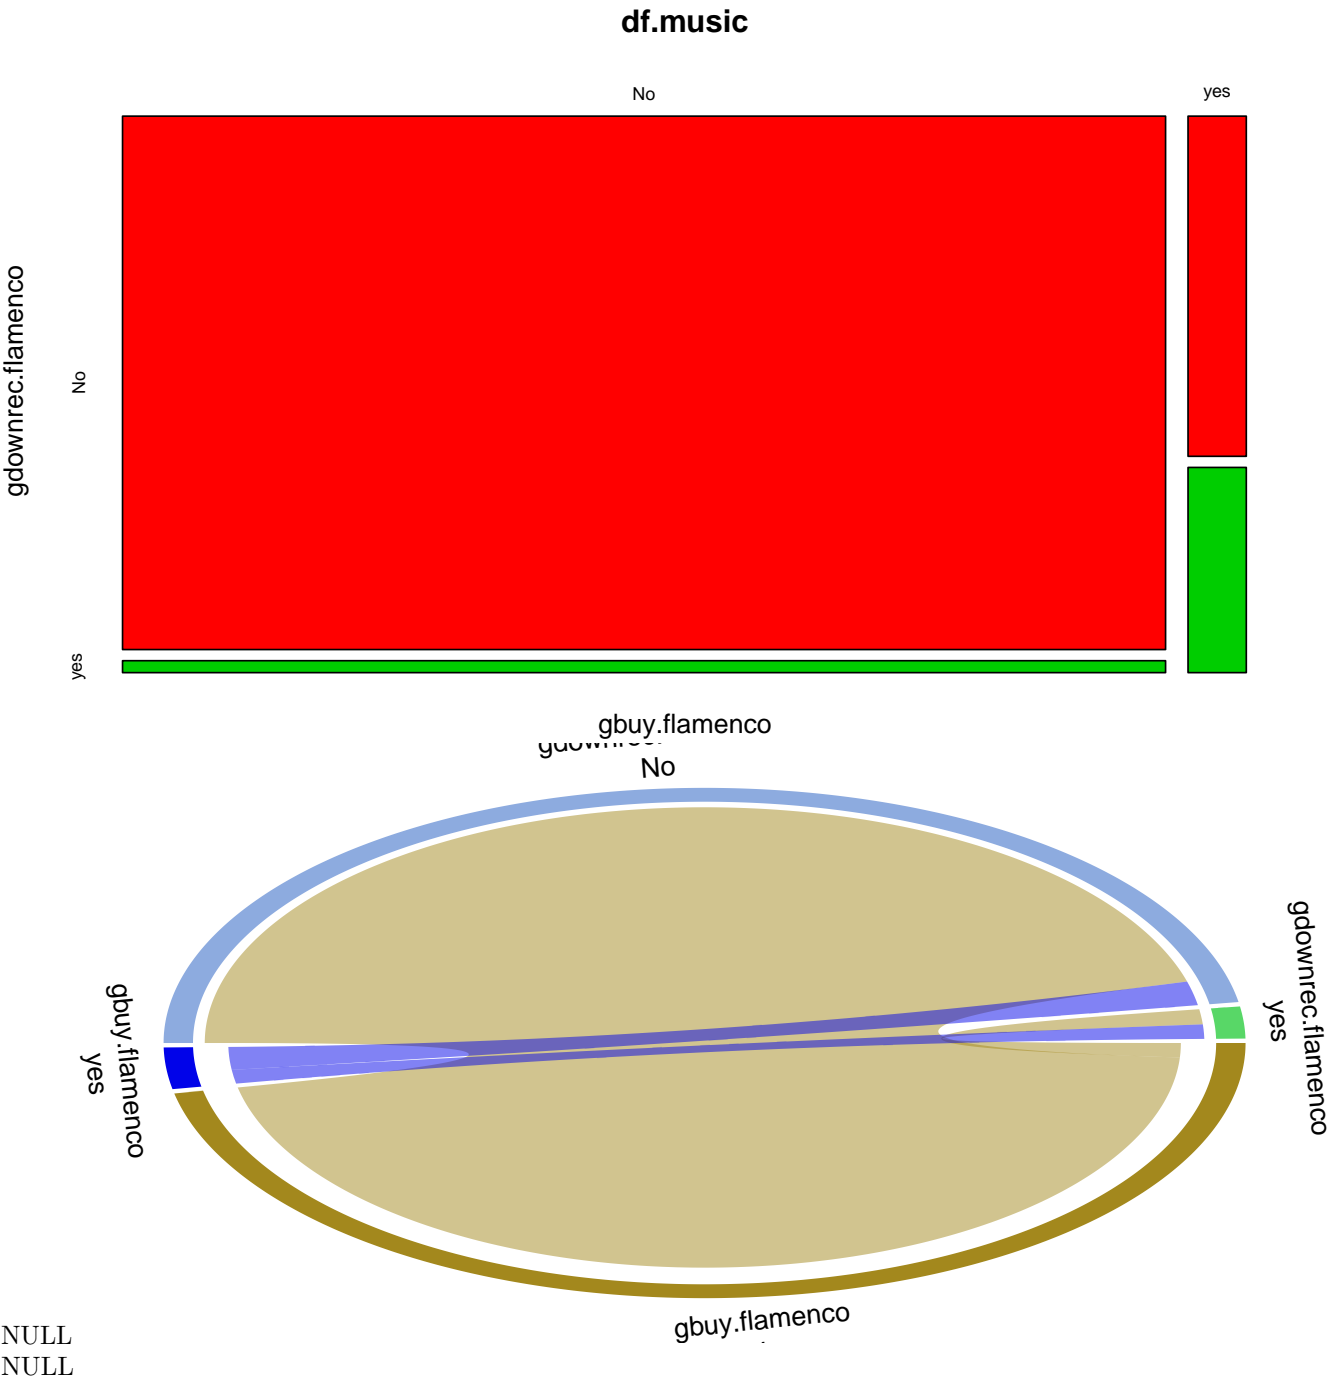 df.music
No
yes
gdownrec.flamenco
No
yes
gbuy.flamenco
No
gdownrec.flamenco
yes
gbuy.flamenco
yes
gbuy.flamenco
NULL
NULL